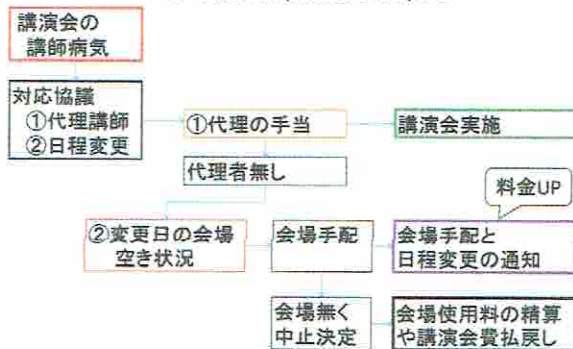 講演会の
講師病気
対応協議
①代理講師
②日程変更
①代理の手当
講演会実施
代理者無し
料金UP
②変更日の会場
空き状況
会場手配
会場手配と
日程変更の通知
会場無く
中止決定
会場使用料の精算
や講演会費払戻し